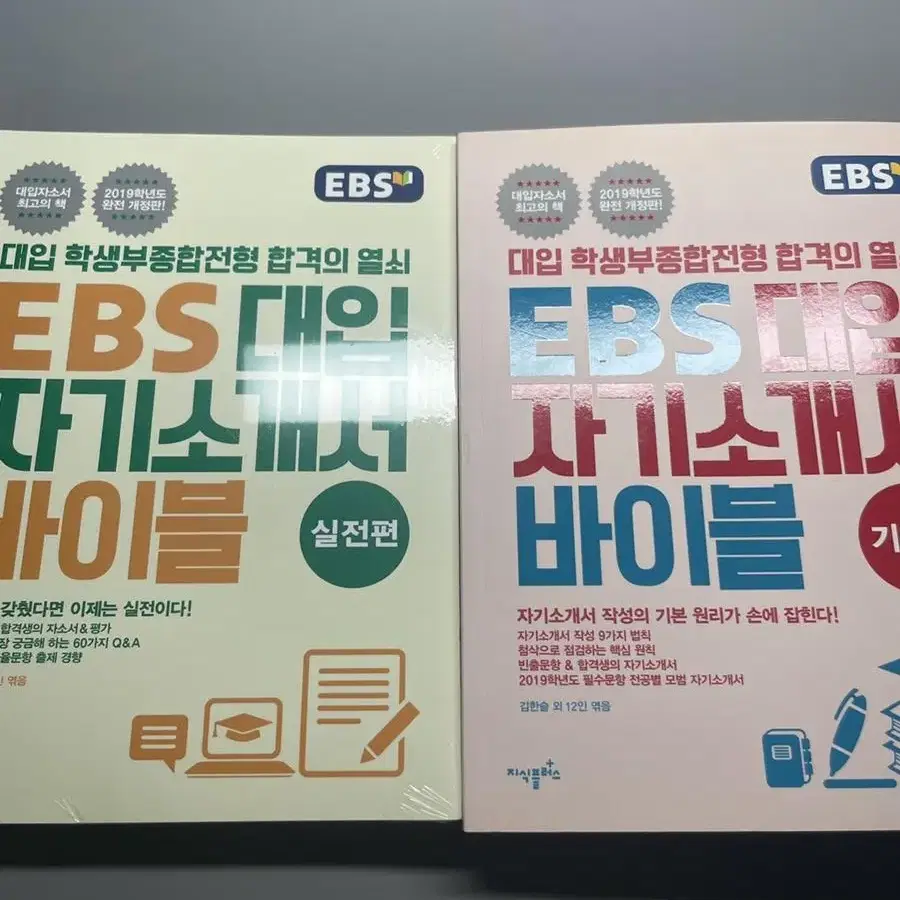 대입자소서
최고의 책
2019학년도
완전 개정판!
EBS
대입 학생부종합전형 합격의 열쇠
EBS 대입
자기소개서
바이블
실전편
갖췄다면 이제는 실전이다!
합격생의 자소서&평가
궁금해 하는 60가지 Q&A
출제 경향
엮음
대입자소서
최고의 책
2019학년도
완전 개정판!
EBS
대입 학생부종합전형 합격의
EBS 대입
자기소개서
바이블
기
자기소개서 작성의 기본 원리가 손에 잡힌다!
자기소개서 작성 9가지 법칙
첨삭으로 점검하는 핵심 원칙
빈출문항 & 합격생의 자기소개서
2019학년도 필수문항 전공별 모범 자기소개서
김한슬 외 12인 엮음
지식플러스